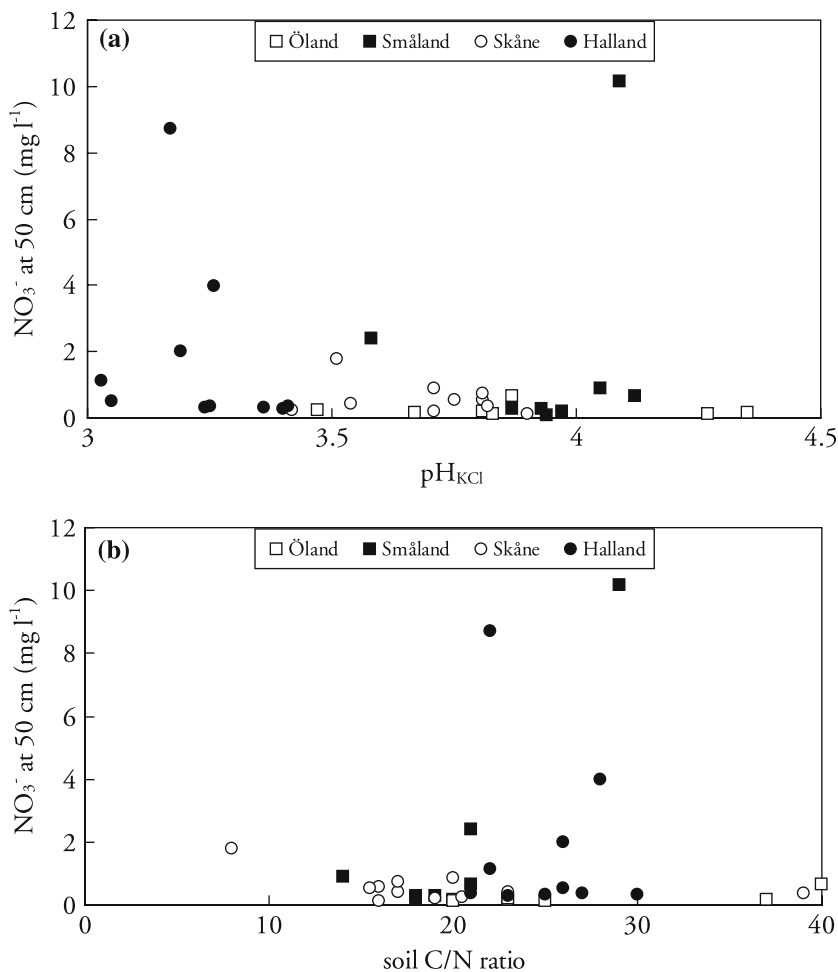 (a)
□ Öland ■ Småland ○ Skåne ● Halland
12
10
8
6
4
2
0
NO₃⁻ at 50 cm (mg l⁻¹)
3 3.5 4 4.5
pH_KCl
(b)
□ Öland ■ Småland ○ Skåne ● Halland
12
10
8
6
4
2
0
NO₃⁻ at 50 cm (mg l⁻¹)
0 10 20 30 40
soil C/N ratio